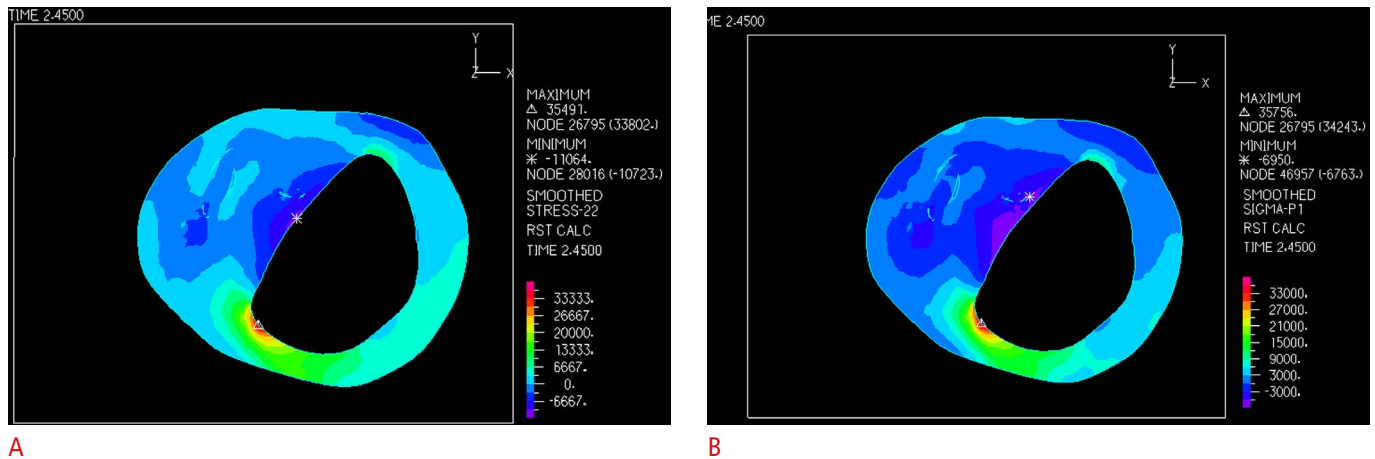 TIME 2.4500
Y
Z X
MAXIMUM
35491.
NODE 26795 (33802.)
MINIMUM
-11064.
NODE 28016 (-10723.)
SMOOTHED
STRESS-22
RST CALC
TIME 2.4500
33333.
26667.
20000.
13333.
6667.
0.
-6667.
A
ME 2.4500
Y
Z X
MAXIMUM
35756.
NODE 26795 (34243.)
MINIMUM
-6950.
NODE 46957 (-6763.)
SMOOTHED
SIGMA-P1
RST CALC
TIME 2.4500
33000.
27000.
21000.
15000.
9000.
3000.
-3000.
B